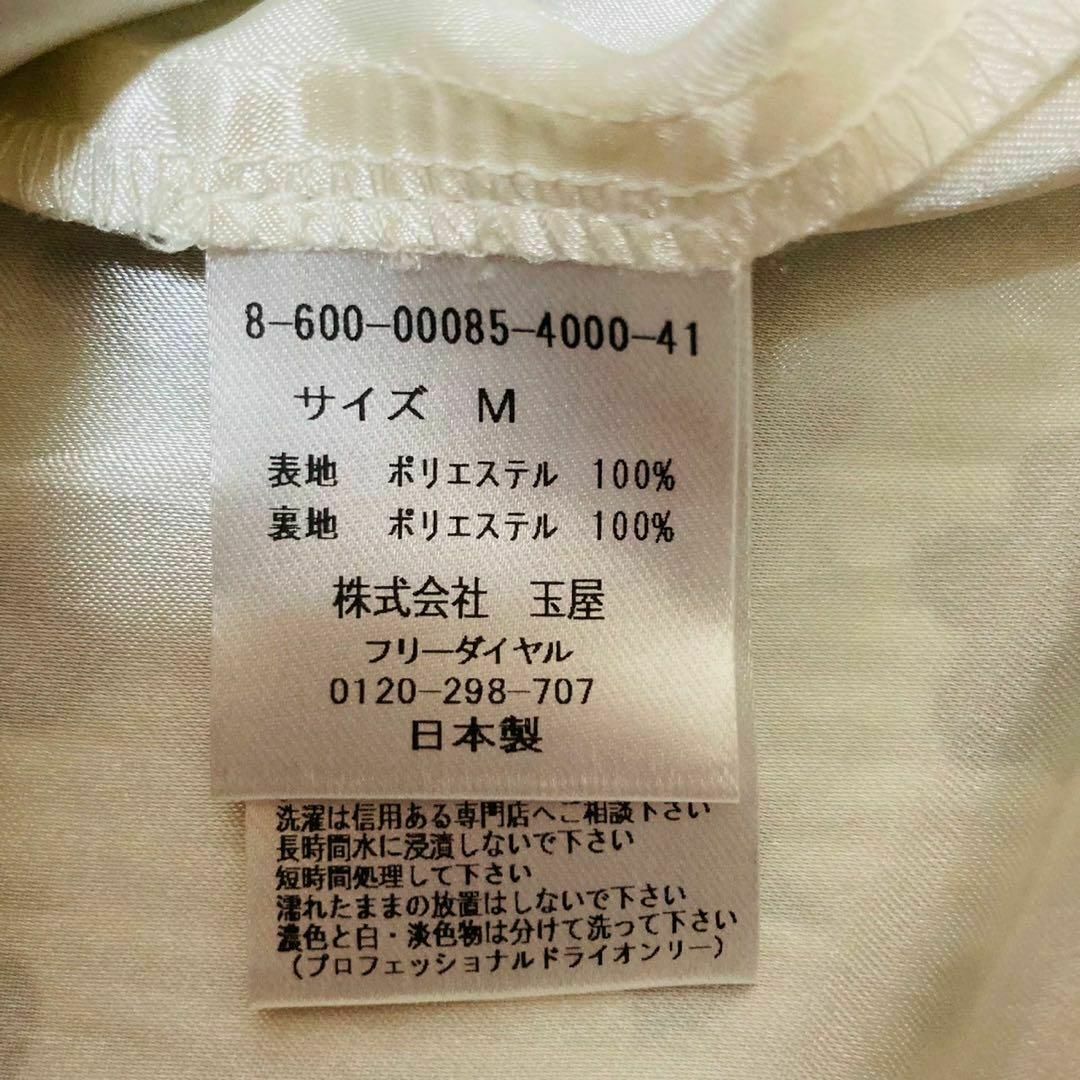 8-600-00085-4000-41
サイズ M
表地 ポリエステル 100%
裏地 ポリエステル 100%
株式会社 玉屋
フリーダイヤル
0120-298-707
日本製
洗濯は信用ある専門店へご相談下さい
長時間水に浸漬しないで下さい
短時間処理して下さい
濡れたままの放置はしないで下さい
濃色と白・淡色物は分けて洗って下さい
(プロフェッショナルドライオンリー)